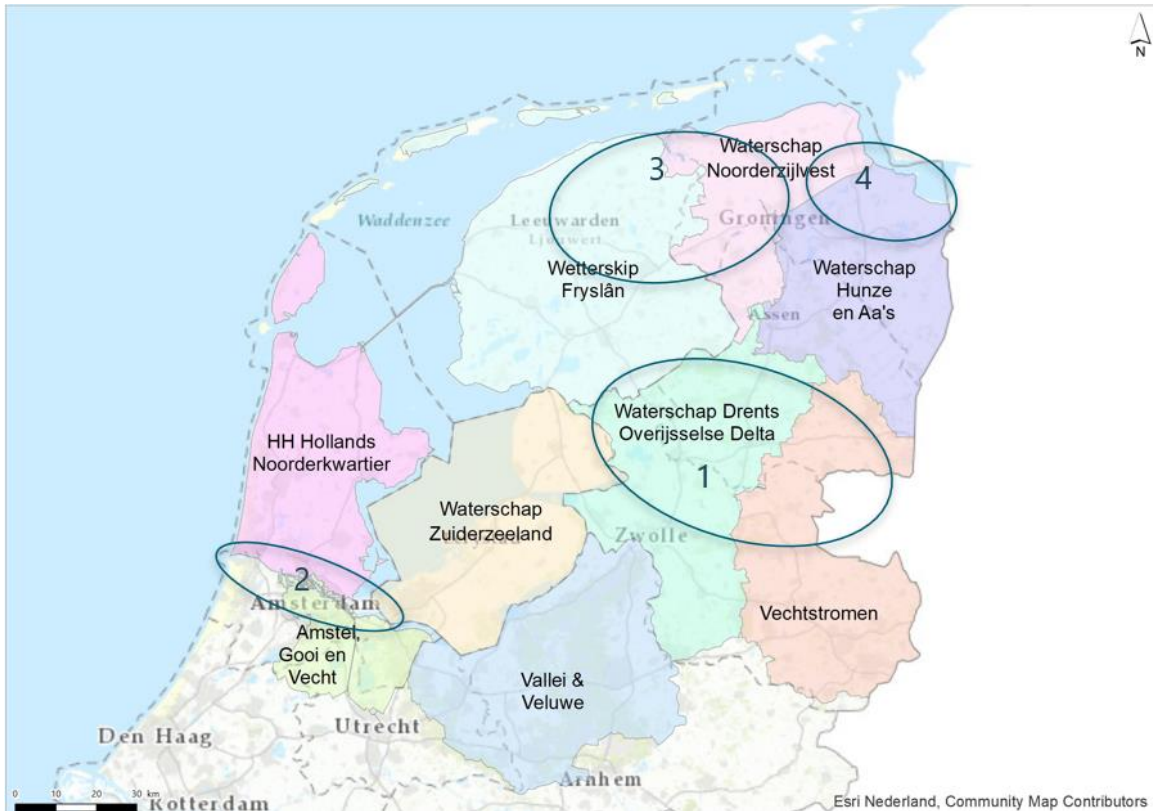 N
3
Waterschap
Noorderzijlvest
4
Waddenzee
Leeuwarden
Ljouwert
Groningen
Wetterskip
Fryslân
Waterschap
Hunze
en Aa's
Assen
Waterschap Drents
Overijsselse Delta
1
HH Hollands
Noorderkwartier
Waterschap
Zuiderzeeland
Zwolle
2
Amsterdam
Amstel,
Gooi en
Vecht
Vechtstromen
Vallei &
Veluwe
Den Haag
Utrecht
Arnhem
0 10 20 30 km
Rotterdam
Esri Nederland, Community Map Contributors